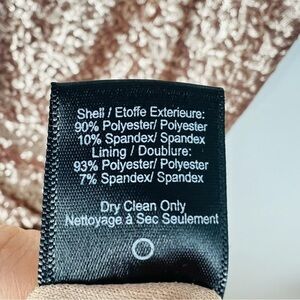 Shell / Etoffe Exterieure:
90% Polyester/ Polyester
10% Spandex/ Spandex
Lining / Doublure:
93% Polyester/ Polyester
7% Spandex/ Spandex
Dry Clean Only
Nettoyage à Sec Seulement